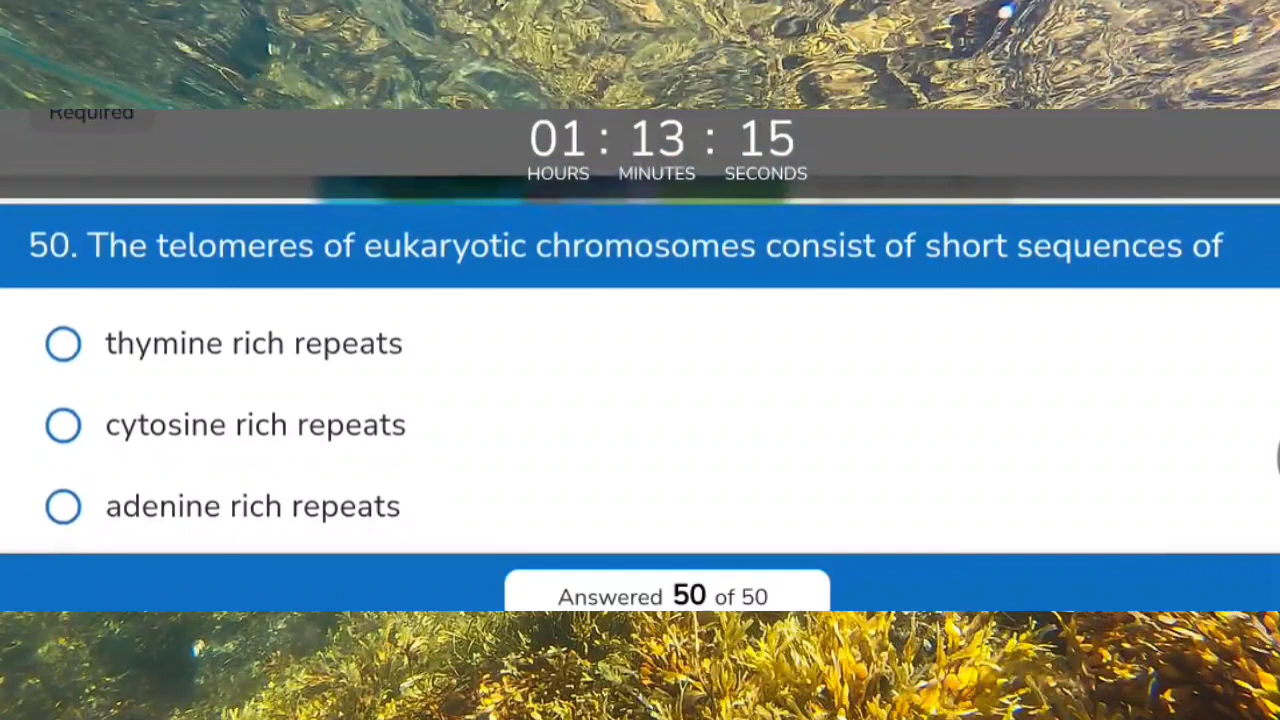 Required
01 : 13 : 15
HOURS MINUTES SECONDS
50. The telomeres of eukaryotic chromosomes consist of short sequences of
thymine rich repeats
cytosine rich repeats
adenine rich repeats
Answered 50 of 50